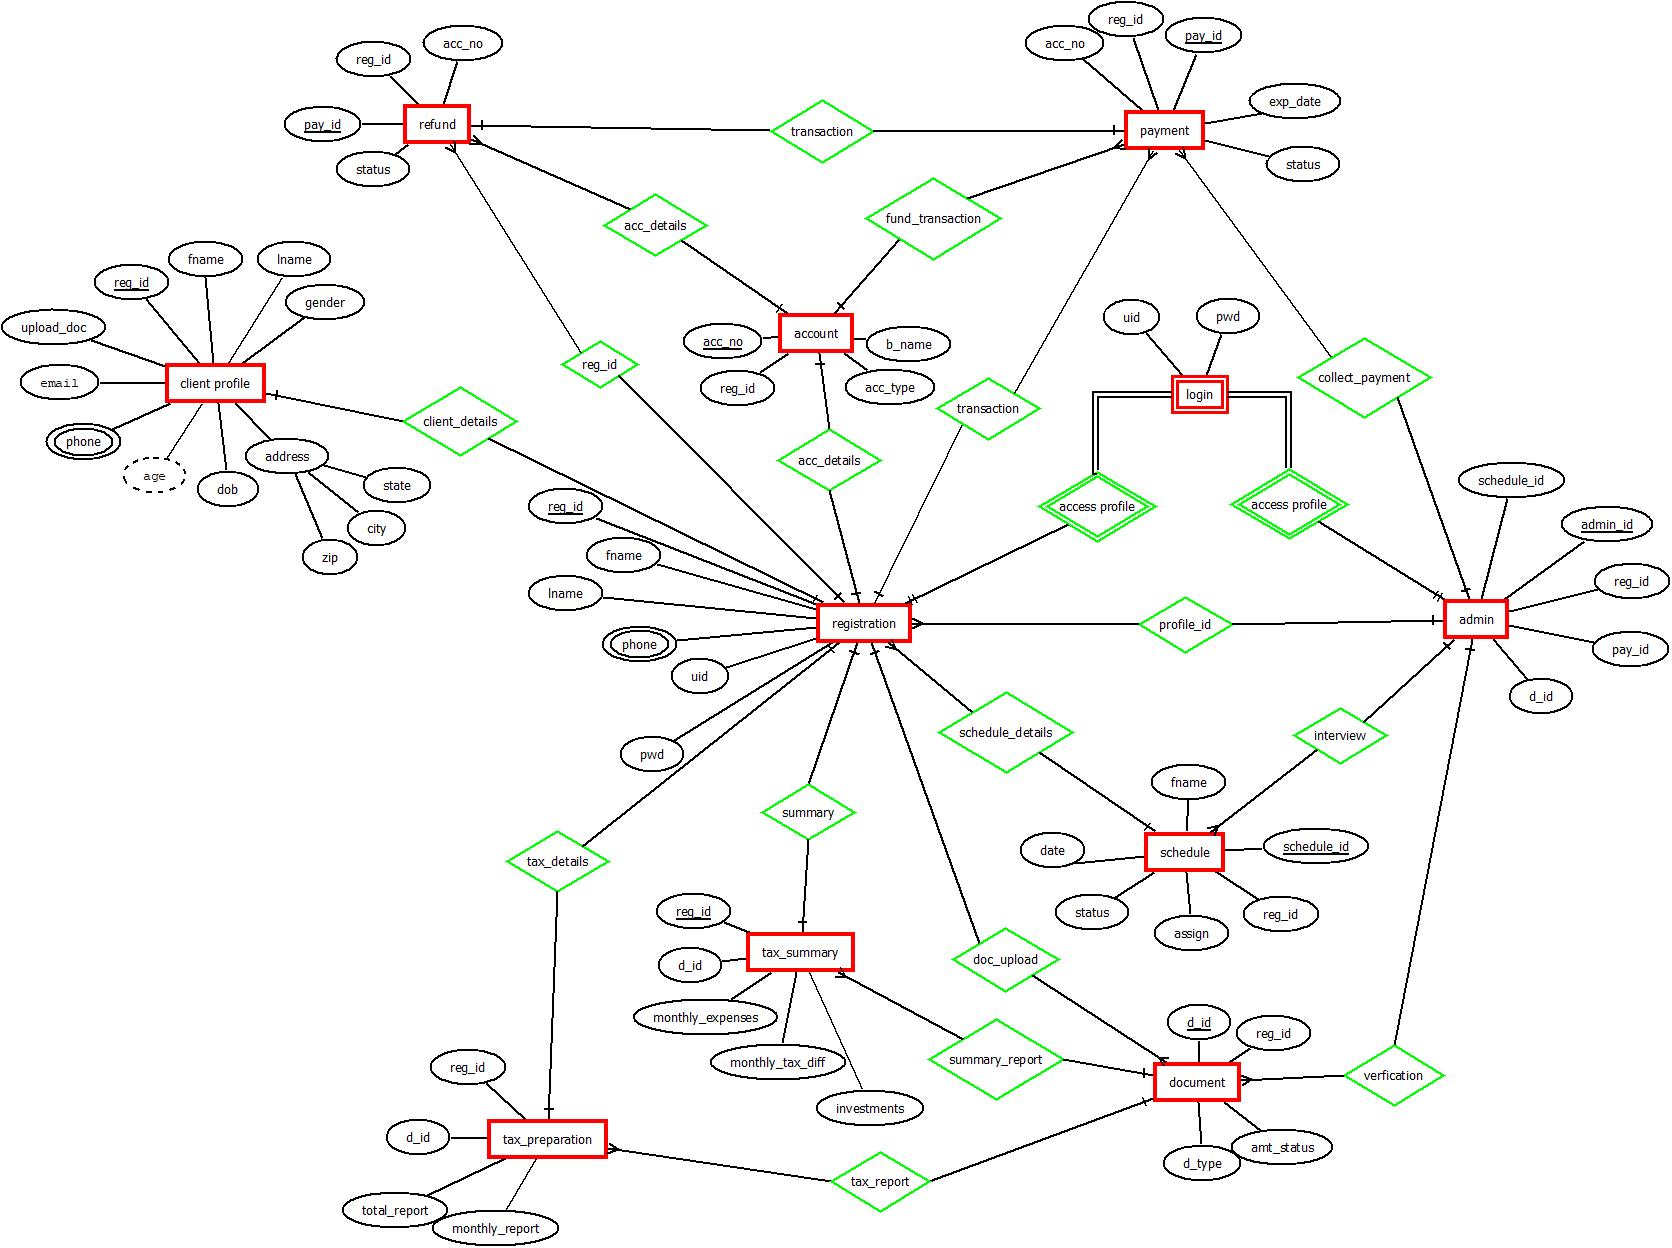 reg_id
acc_no
pay_id
refund
status
transaction
acc_no
reg_id
pay_id
exp_date
payment
status
acc_details
fund_transaction
fname
lname
reg_id
gender
upload_doc
client profile
email
phone
age
dob
address
state
city
zip
client_details
reg_id
acc_no
account
b_name
reg_id
acc_type
acc_details
transaction
uid
pwd
login
collect_payment
access profile
access profile
schedule_id
admin_id
reg_id
admin
pay_id
d_id
reg_id
fname
lname
registration
phone
uid
pwd
profile_id
schedule_details
interview
fname
date
schedule
schedule_id
status
assign
reg_id
summary
tax_details
reg_id
tax_summary
d_id
monthly_expenses
monthly_tax_diff
investments
doc_upload
summary_report
d_id
reg_id
document
verfication
d_type
amt_status
reg_id
d_id
tax_preparation
total_report
monthly_report
tax_report